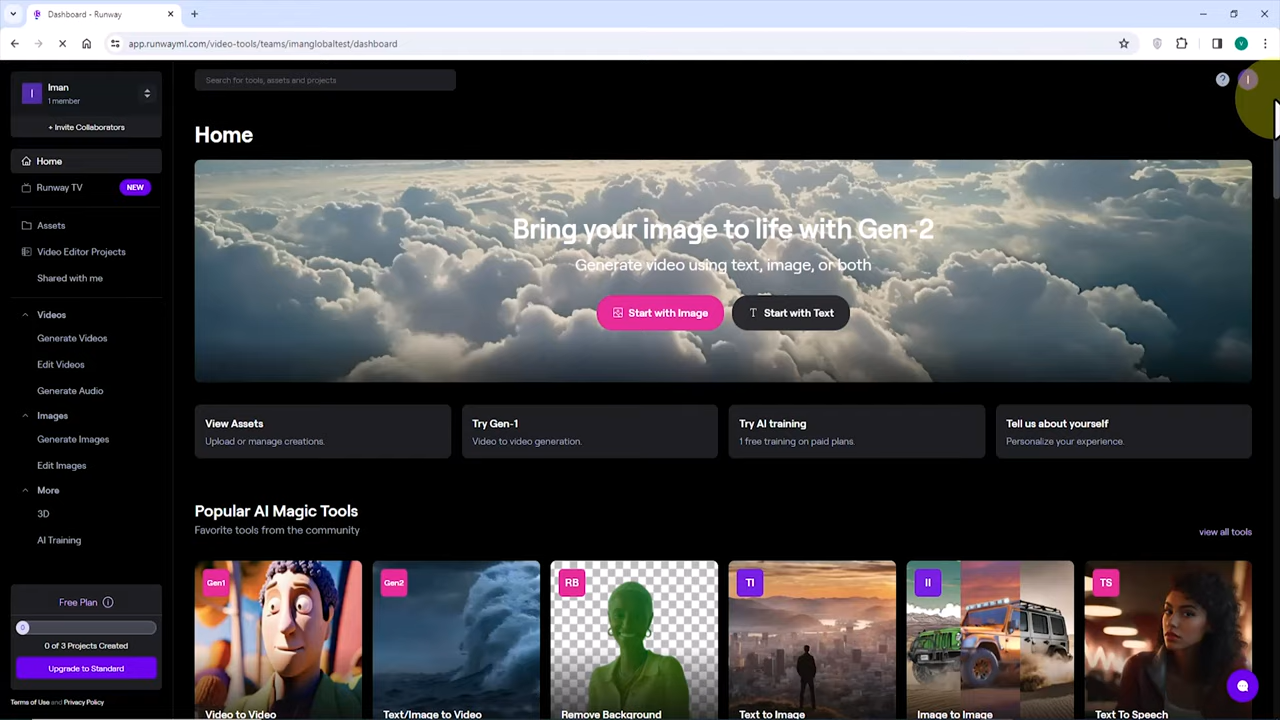 Dashboard - Runway
app.runwayml.com/video-tools/teams/imanglobaltest/dashboard
V
I
Iman
1 member
+ Invite Collaborators
Home
Runway TV
NEW
Assets
Video Editor Projects
Shared with me
Videos
Generate Videos
Edit Videos
Generate Audio
Images
Generate Images
Edit Images
More
3D
AI Training
Free Plan
0
0 of 3 Projects Created
Upgrade to Standard
Terms of Use and Privacy Policy
Search for tools, assets and projects
?
I
Home
Bring your image to life with Gen-2
Generate video using text, image, or both
Start with Image
T Start with Text
View Assets
Upload or manage creations.
Try Gen-1
Video to video generation.
Try AI training
1 free training on paid plans.
Tell us about yourself
Personalize your experience.
Popular AI Magic Tools
Favorite tools from the community
view all tools
Gen1
Video to Video
Gen2
Text/Image to Video
RB
Remove Background
TI
Text to Image
II
Image to Image
TS
Text To Speech